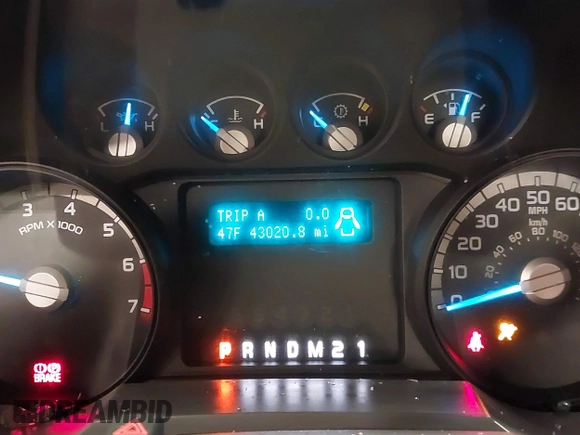 L H
C H
L H
E F
3 4 5 6 7
RPM X 1000
TRIP A 0.0
47F 43020.8 mi
0 10 20 30 40 50 60
MPH
km/h
20 40 60 80 100
P R N D M 2 1
BRAKE
DREAMBID